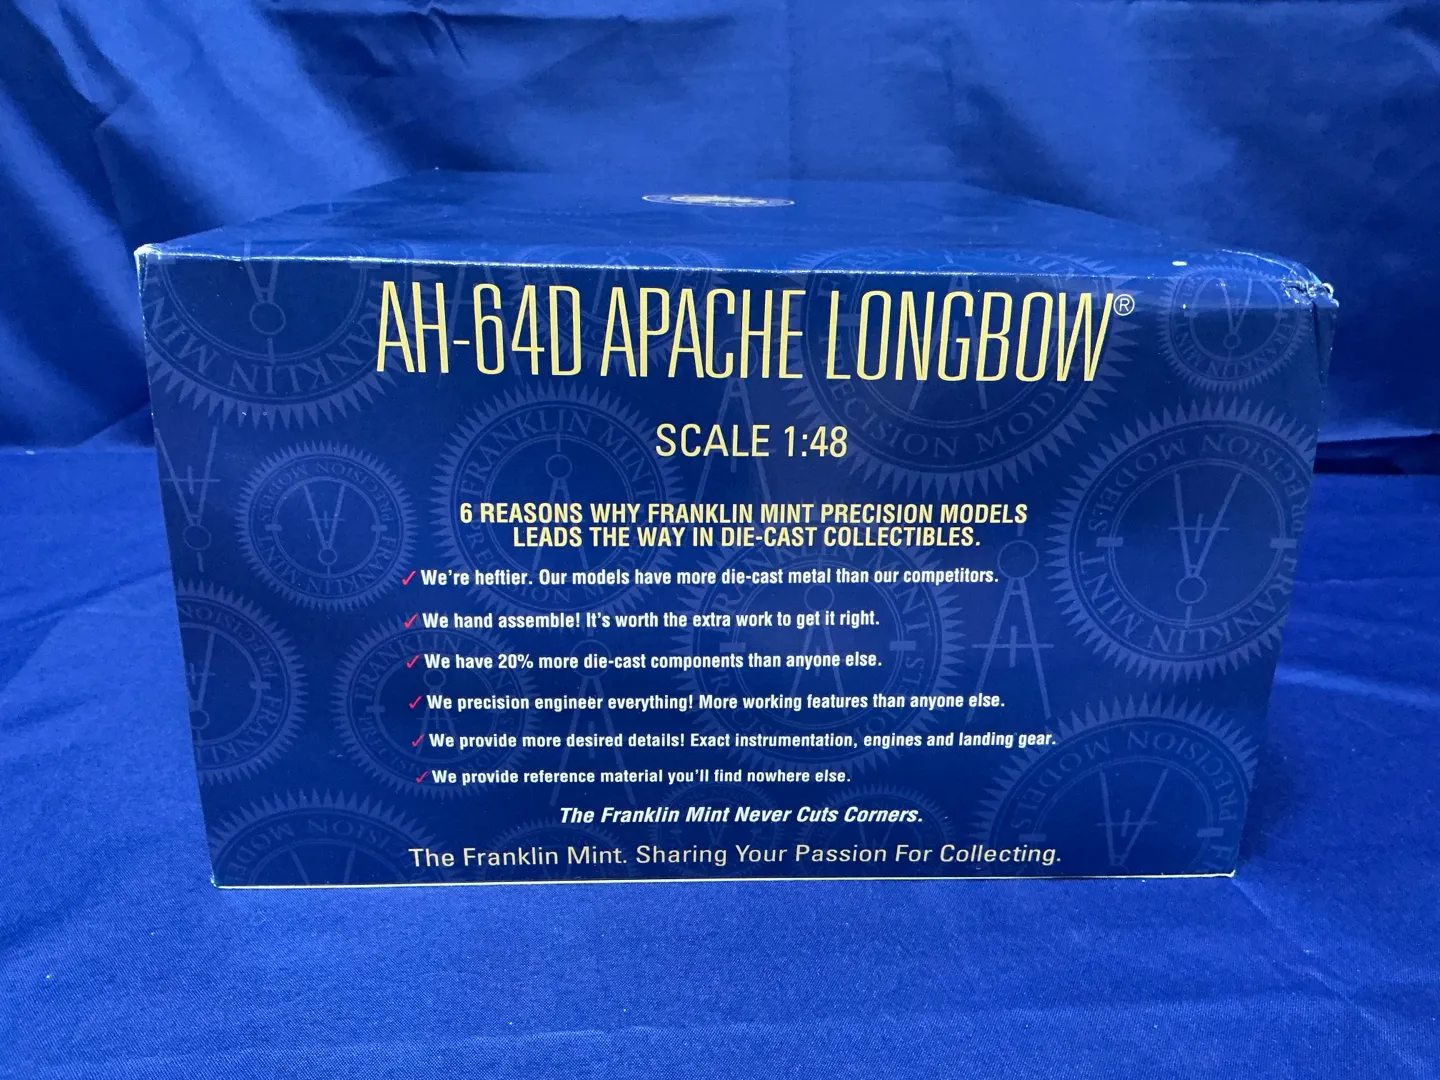 AH-64D APACHE LONGBOW®
SCALE 1:48
6 REASONS WHY FRANKLIN MINT PRECISION MODELS
LEADS THE WAY IN DIE-CAST COLLECTIBLES.
✓ We're heftier. Our models have more die-cast metal than our competitors.
✓ We hand assemble! It's worth the extra work to get it right.
✓ We have 20% more die-cast components than anyone else.
✓ We precision engineer everything! More working features than anyone else.
✓ We provide more desired details! Exact instrumentation, engines and landing gear.
✓ We provide reference material you'll find nowhere else.
The Franklin Mint Never Cuts Corners.
The Franklin Mint. Sharing Your Passion For Collecting.